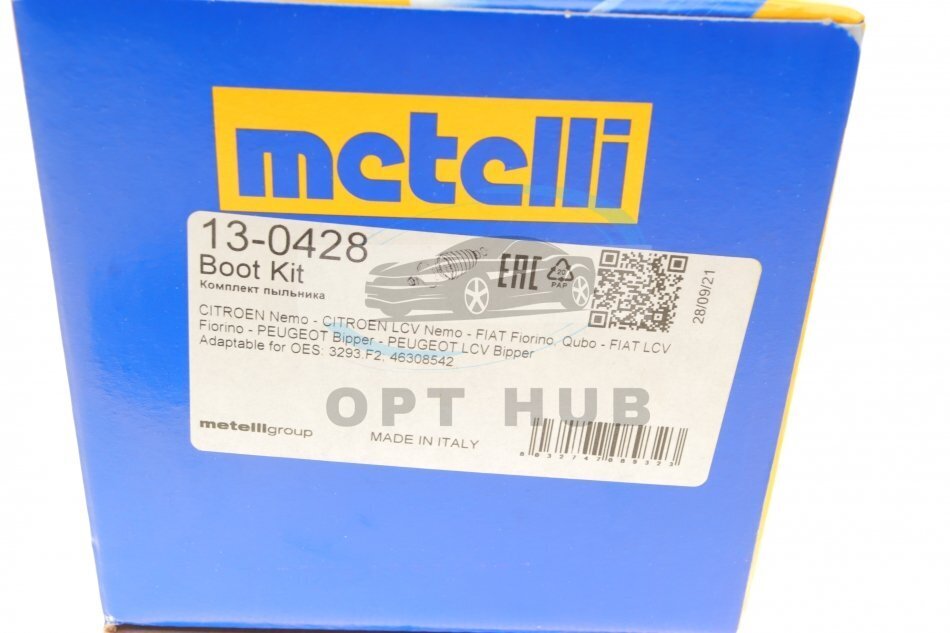 metelli
13-0428
Boot Kit
Комплект пыльника
EAC
20
PAP
28/09/21
CITROEN Nemo - CITROEN LCV Nemo - FIAT Fiorino, Qubo - FIAT LCV
Fiorino - PEUGEOT Bipper - PEUGEOT LCV Bipper
Adaptable for OES: 3293.F2, 46308542
OPT HUB
metelligroup
MADE IN ITALY
8032747089323